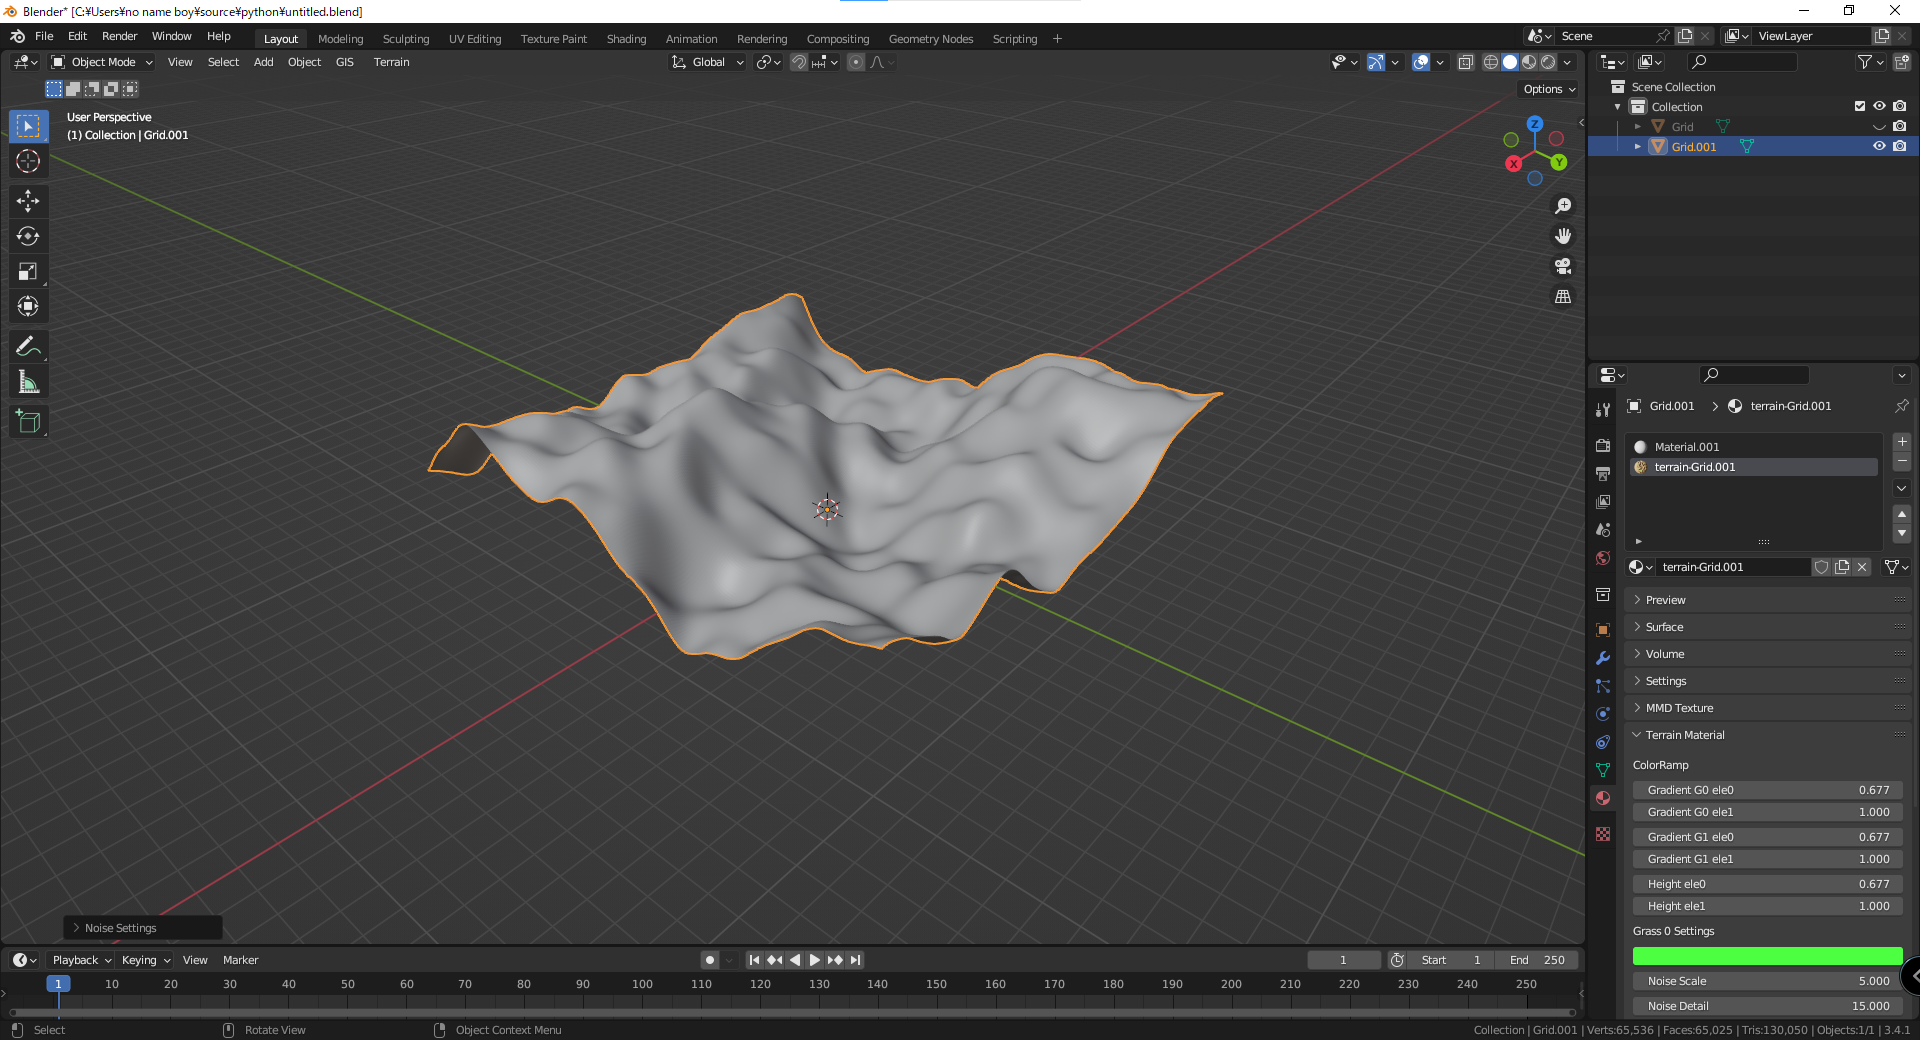 Blender* [C:¥Users¥no name boy¥source¥python¥untitled.blend]
File Edit Render Window Help Layout Modeling Sculpting UV Editing Texture Paint Shading Animation Rendering Compositing Geometry Nodes Scripting + Scene ViewLayer
Object Mode View Select Add Object GIS Terrain Global
Options
User Perspective
(1) Collection | Grid.001
Z
X
Y
Scene Collection
Collection
Grid
Grid.001
Grid.001 > terrain-Grid.001
Material.001
terrain-Grid.001
terrain-Grid.001
Preview
Surface
Volume
Settings
MMD Texture
Terrain Material
ColorRamp
Gradient G0 ele0 0.677
Gradient G0 ele1 1.000
Gradient G1 ele0 0.677
Gradient G1 ele1 1.000
Height ele0 0.677
Height ele1 1.000
Grass 0 Settings
Noise Scale 5.000
Noise Detail 15.000
Noise Settings
Playback Keying View Marker 1 Start 1 End 250
1 10 20 30 40 50 60 70 80 90 100 110 120 130 140 150 160 170 180 190 200 210 220 230 240 250
Select Rotate View Object Context Menu Collection | Grid.001 | Verts:65,536 | Faces:65,025 | Tris:130,050 | Objects:1/1 | 3.4.1